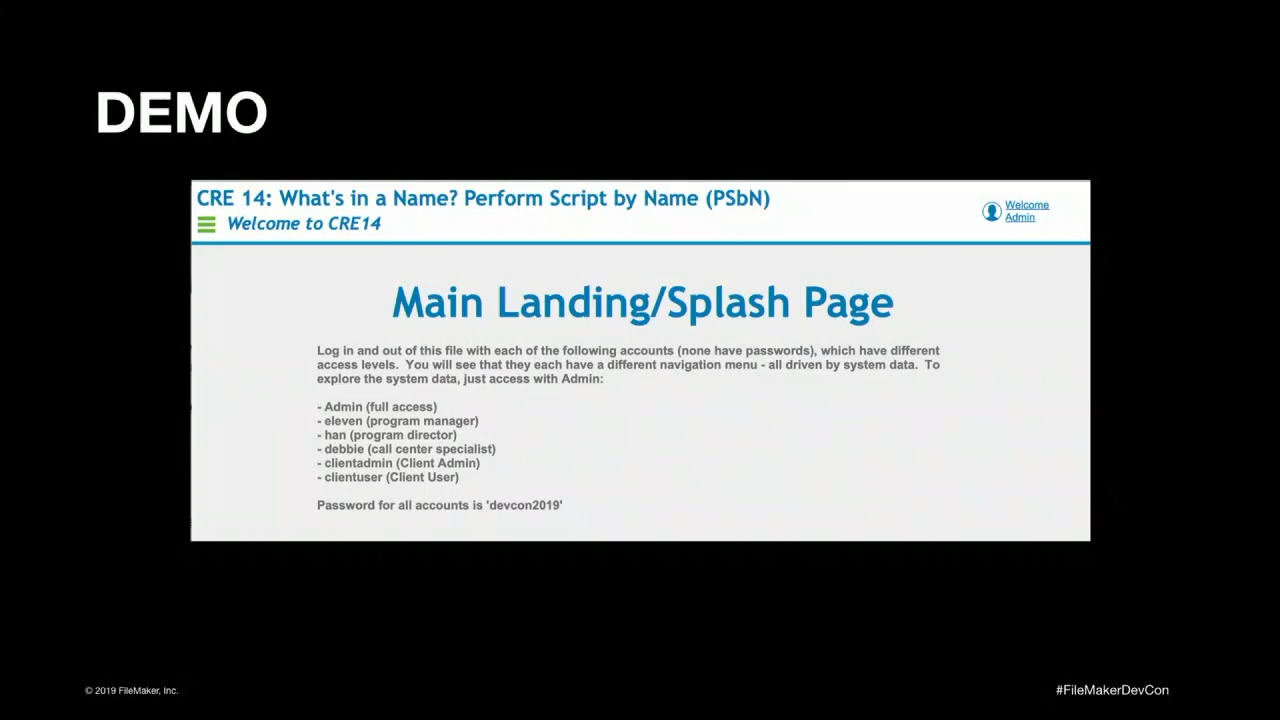 DEMO
CRE 14: What's in a Name? Perform Script by Name (PSbN)
Welcome to CRE14
Welcome
Admin
Main Landing/Splash Page
Log in and out of this file with each of the following accounts (none have passwords), which have different
access levels.  You will see that they each have a different navigation menu - all driven by system data.  To
explore the system data, just access with Admin:
- Admin (full access)
- eleven (program manager)
- han (program director)
- debbie (call center specialist)
- clientadmin (Client Admin)
- clientuser (Client User)
Password for all accounts is 'devcon2019'
© 2019 FileMaker, Inc.
#FileMakerDevCon